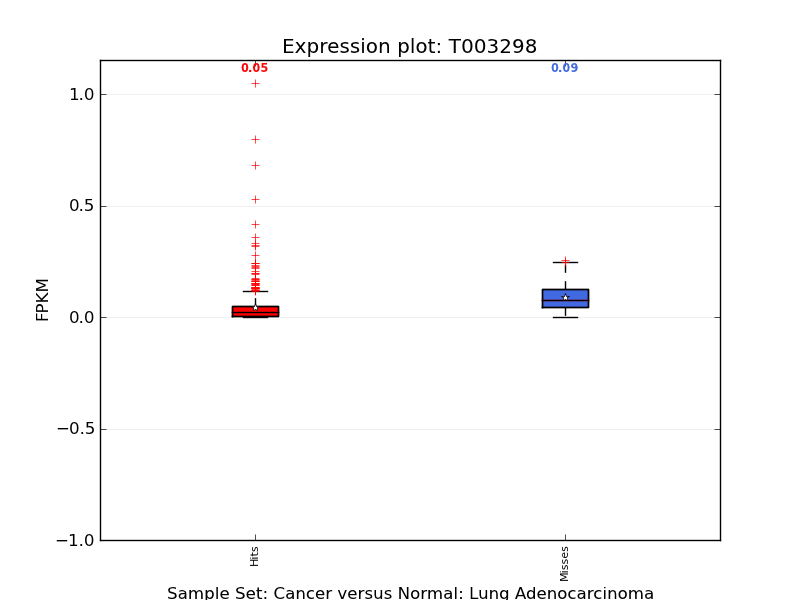 Expression plot: T003298
0.05
0.09
1.0
0.5
0.0
−0.5
−1.0
FPKM
Hits
Misses
Sample Set: Cancer versus Normal: Lung Adenocarcinoma